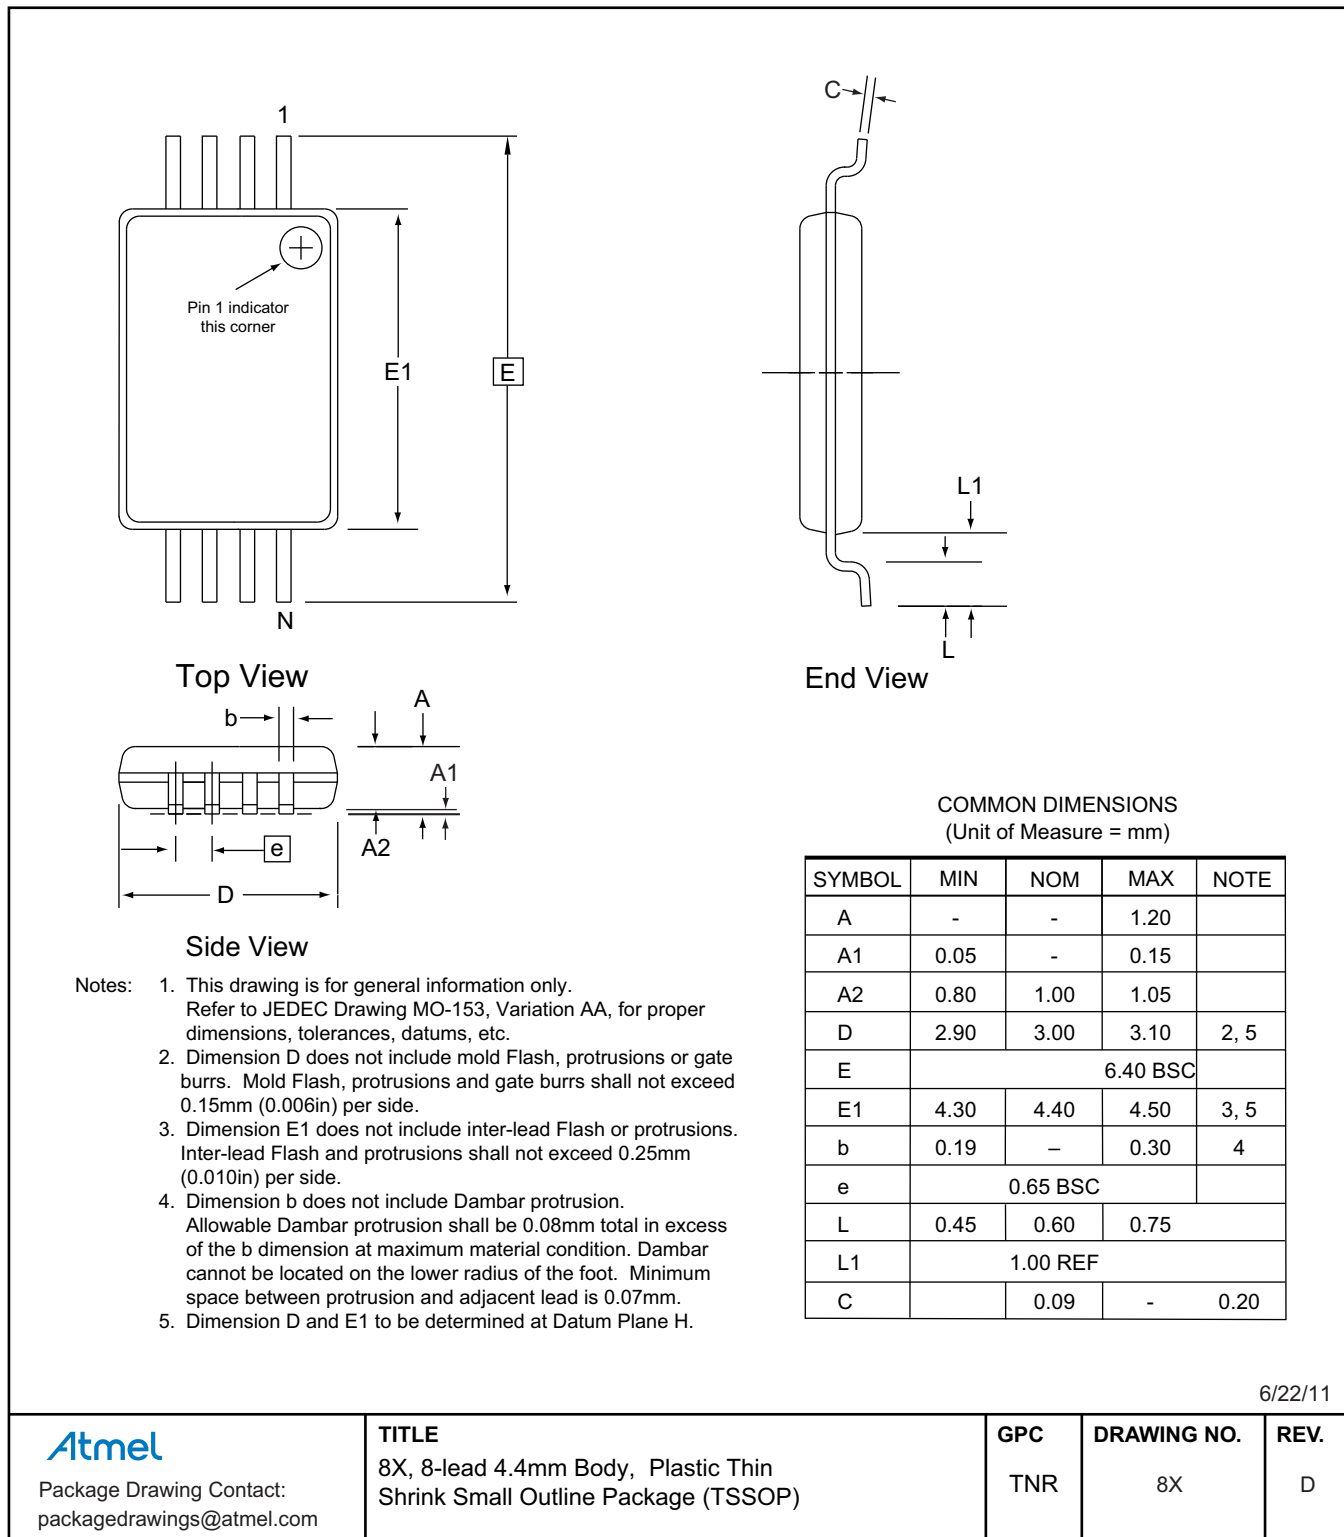 1
C
Pin 1 indicator
this corner
E1
E
L1
N
L
Top View
End View
b
A
A1
e
A2
D
Side View
COMMON DIMENSIONS
(Unit of Measure = mm)
SYMBOL MIN NOM MAX NOTE
A - - 1.20
A1 0.05 - 0.15
A2 0.80 1.00 1.05
D 2.90 3.00 3.10 2, 5
E 6.40 BSC
E1 4.30 4.40 4.50 3, 5
b 0.19 – 0.30 4
e 0.65 BSC
L 0.45 0.60 0.75
L1 1.00 REF
C 0.09 - 0.20
Notes: 1. This drawing is for general information only.
Refer to JEDEC Drawing MO-153, Variation AA, for proper
dimensions, tolerances, datums, etc.
2. Dimension D does not include mold Flash, protrusions or gate
burrs. Mold Flash, protrusions and gate burrs shall not exceed
0.15mm (0.006in) per side.
3. Dimension E1 does not include inter-lead Flash or protrusions.
Inter-lead Flash and protrusions shall not exceed 0.25mm
(0.010in) per side.
4. Dimension b does not include Dambar protrusion.
Allowable Dambar protrusion shall be 0.08mm total in excess
of the b dimension at maximum material condition. Dambar
cannot be located on the lower radius of the foot. Minimum
space between protrusion and adjacent lead is 0.07mm.
5. Dimension D and E1 to be determined at Datum Plane H.
6/22/11
Atmel
Package Drawing Contact:
packagedrawings@atmel.com
TITLE
8X, 8-lead 4.4mm Body, Plastic Thin
Shrink Small Outline Package (TSSOP)
GPC
TNR
DRAWING NO.
8X
REV.
D